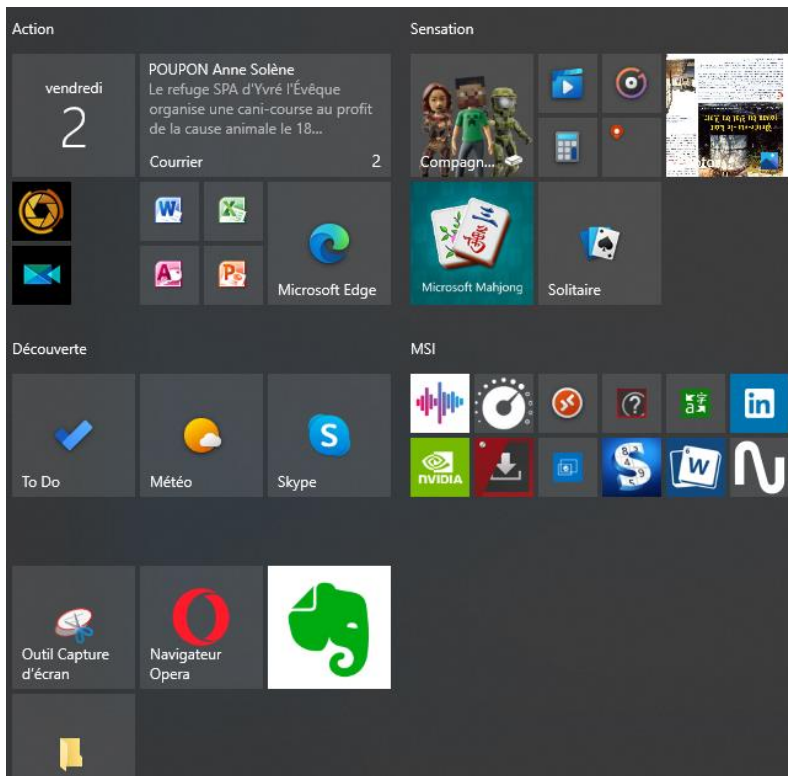 Action
vendredi
2
POUPON Anne Solène
Le refuge SPA d'Yvré l'Évêque
organise une cani-course au profit
de la cause animale le 18...
Courrier
2
Microsoft Edge
Sensation
Compagn...
Microsoft Mahjong
Solitaire
Découverte
To Do
Météo
Skype
MSI
NVIDIA
Outil Capture
d'écran
Navigateur
Opera